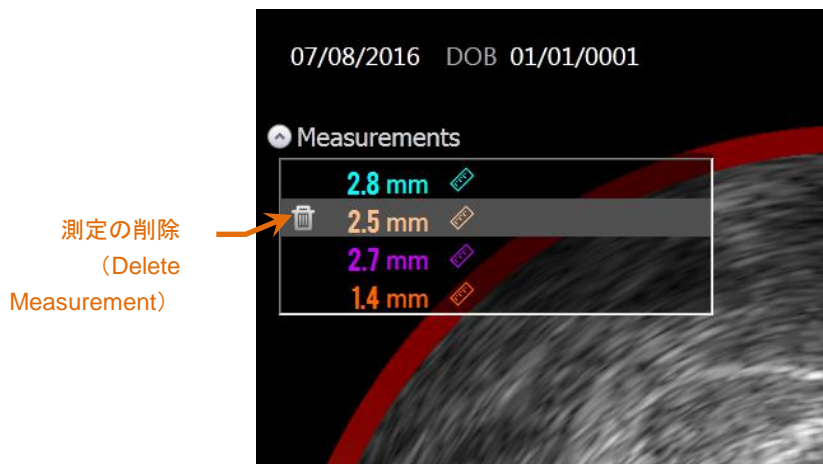 07/08/2016 DOB 01/01/0001
Measurements
2.8 mm
2.5 mm
2.7 mm
1.4 mm
測定の削除
（Delete
Measurement）